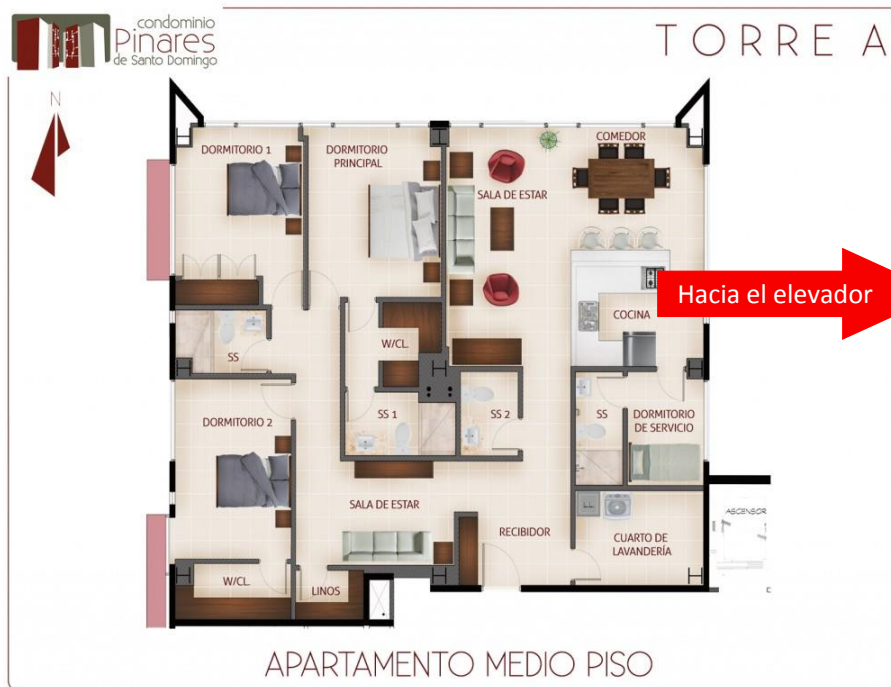 condominio
Pinares
de Santo Domingo
TORRE A
N
DORMITORIO 1
DORMITORIO
PRINCIPAL
COMEDOR
SALA DE ESTAR
Hacia el elevador
COCINA
W/CL.
SS
SS 1
SS 2
SS
DORMITORIO
DE SERVICIO
DORMITORIO 2
SALA DE ESTAR
RECIBIDOR
CUARTO DE
LAVANDERÍA
ASCENSOR
W/CL.
LINOS
APARTAMENTO MEDIO PISO